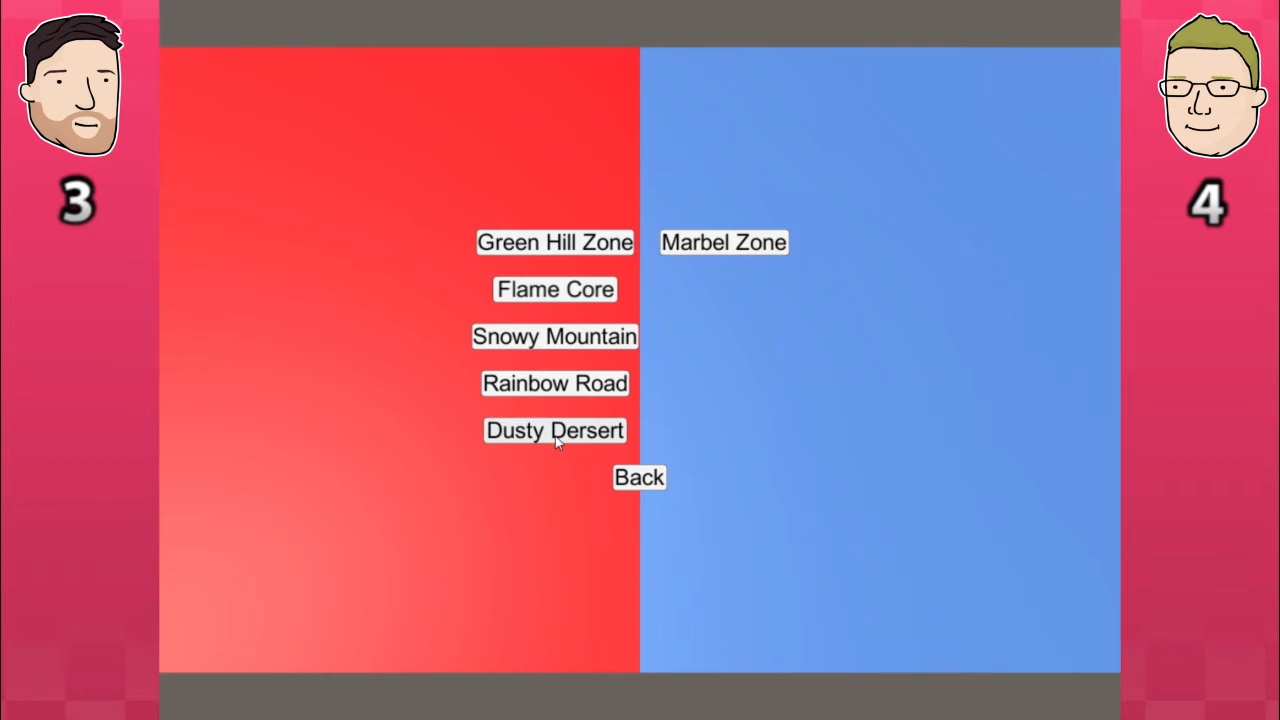 3
4
Green Hill Zone
Marbel Zone
Flame Core
Snowy Mountain
Rainbow Road
Dusty Dersert
Back